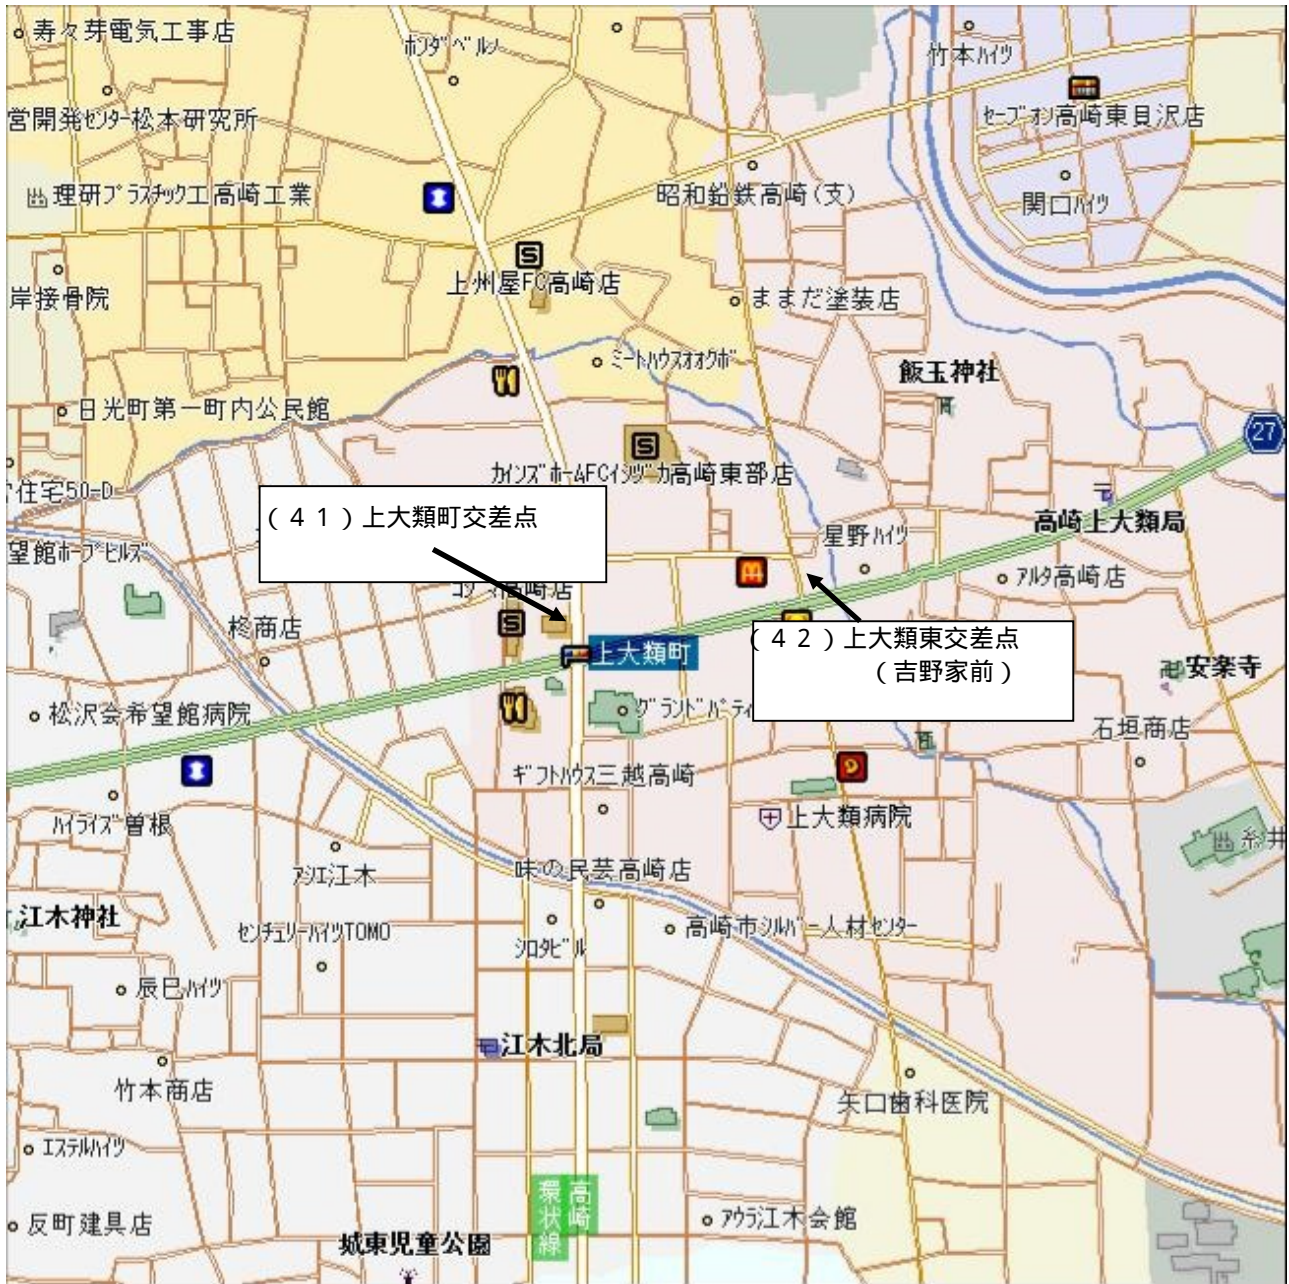 寿々芽電気工事店
ホンダベルノ
竹本ハイツ
セーブオン高崎東貝沢店
営開発センター松本研究所
理研プラスチック工高崎工業
昭和鉛鉄高崎(支)
関口ハイツ
S
上州屋FC高崎店
岸接骨院
ままだ塗装店
ミートハウスオオクボ
飯玉神社
日光町第一町内公民館
27
S
カインズホームFCイシヅカ高崎東部店
住宅50-D
(41)上大類町交差点
高崎上大類局
星野ハイツ
望館ホープヒルズ
アルタ高崎店
高崎店
S
柊商店
上大類町
(42)上大類東交差点
(吉野家前)
安楽寺
松沢会希望館病院
グランドパティ
石垣商店
ギフトハウス三越高崎
ハイライズ曽根
上大類病院
糸井
アシエ江木
味の民芸高崎店
江木神社
センチュリーハイツTOMO
シロタビル
高崎市シルバー人材センター
辰巳ハイツ
江木北局
竹本商店
矢口歯科医院
エステルハイツ
高崎
環状線
反町建具店
アウラ江木会館
城東児童公園